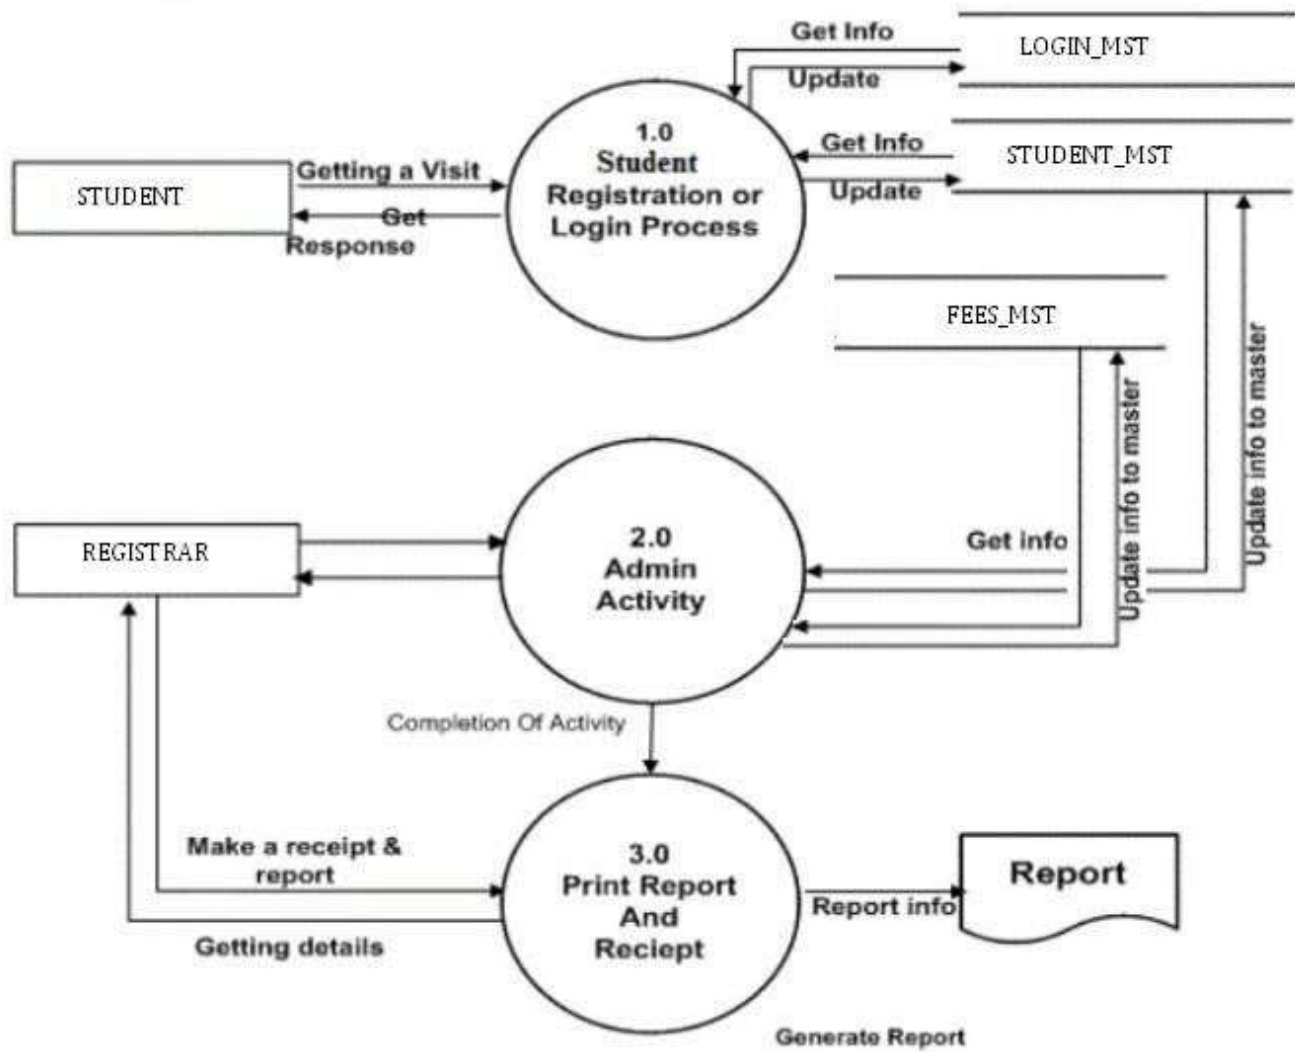 Get Info
LOGIN_MST
Update
1.0
Student
Registration or
Login Process
Get Info
STUDENT_MST
Update
STUDENT
Getting a Visit
Get
Response
FEES_MST
Update info to master
Update info to master
REGISTRAR
2.0
Admin
Activity
Get info
Completion Of Activity
Make a receipt &
report
3.0
Print Report
And
Reciept
Report
Report info
Getting details
Generate Report